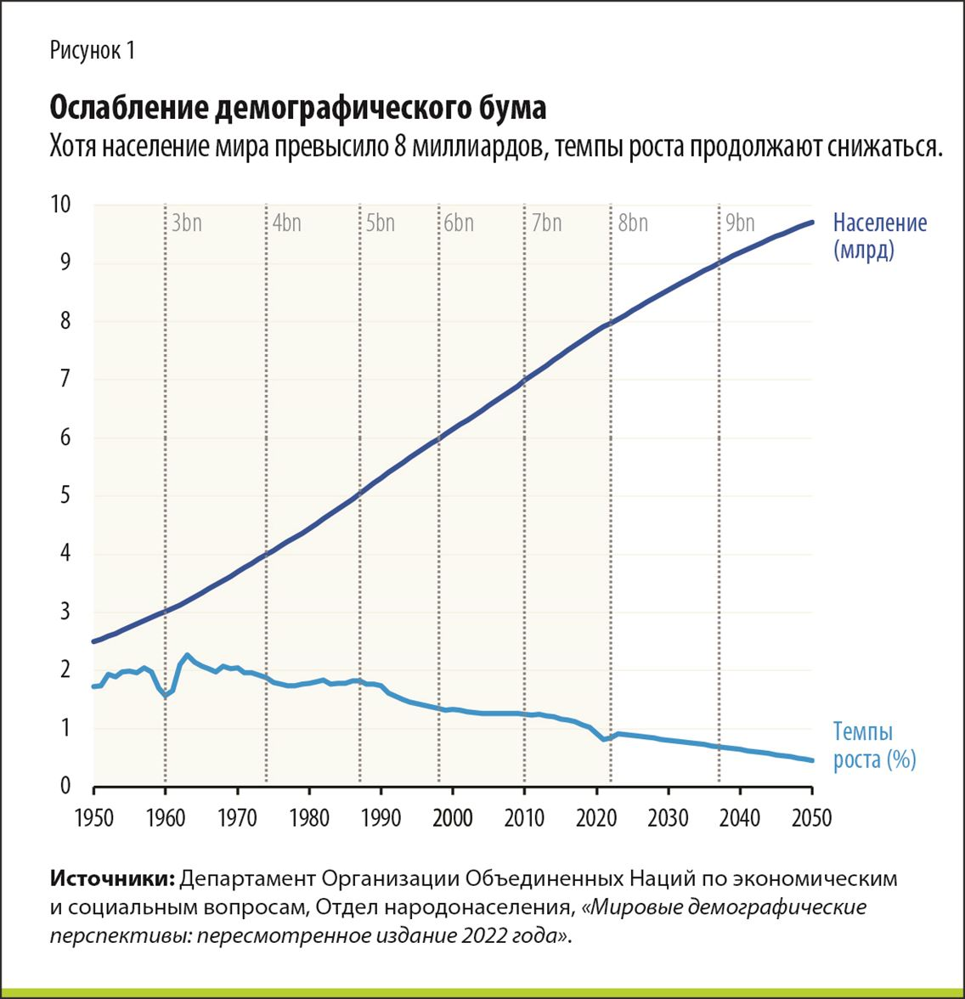 Рисунок 1
Ослабление демографического бума
Хотя население мира превысило 8 миллиардов, темпы роста продолжают снижаться.
10
3bn 4bn 5bn 6bn 7bn 8bn 9bn
Население
(млрд)
9
8
7
6
5
4
3
2
1
Темпы
роста (%)
0
1950 1960 1970 1980 1990 2000 2010 2020 2030 2040 2050
Источники: Департамент Организации Объединенных Наций по экономическим
и социальным вопросам, Отдел народонаселения, «Мировые демографические
перспективы: пересмотренное издание 2022 года».